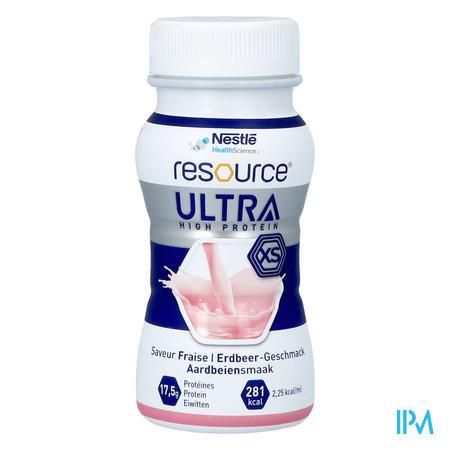 Nestlé
HealthScience
resource®
ULTRA
HIGH PROTEIN
XS
Saveur Fraise | Erdbeer-Geschmack
Aardbeiensmaak
17,5g
Protéines
Protein
Eiwitten
281
kcal
2,25 kcal/ml
IPM